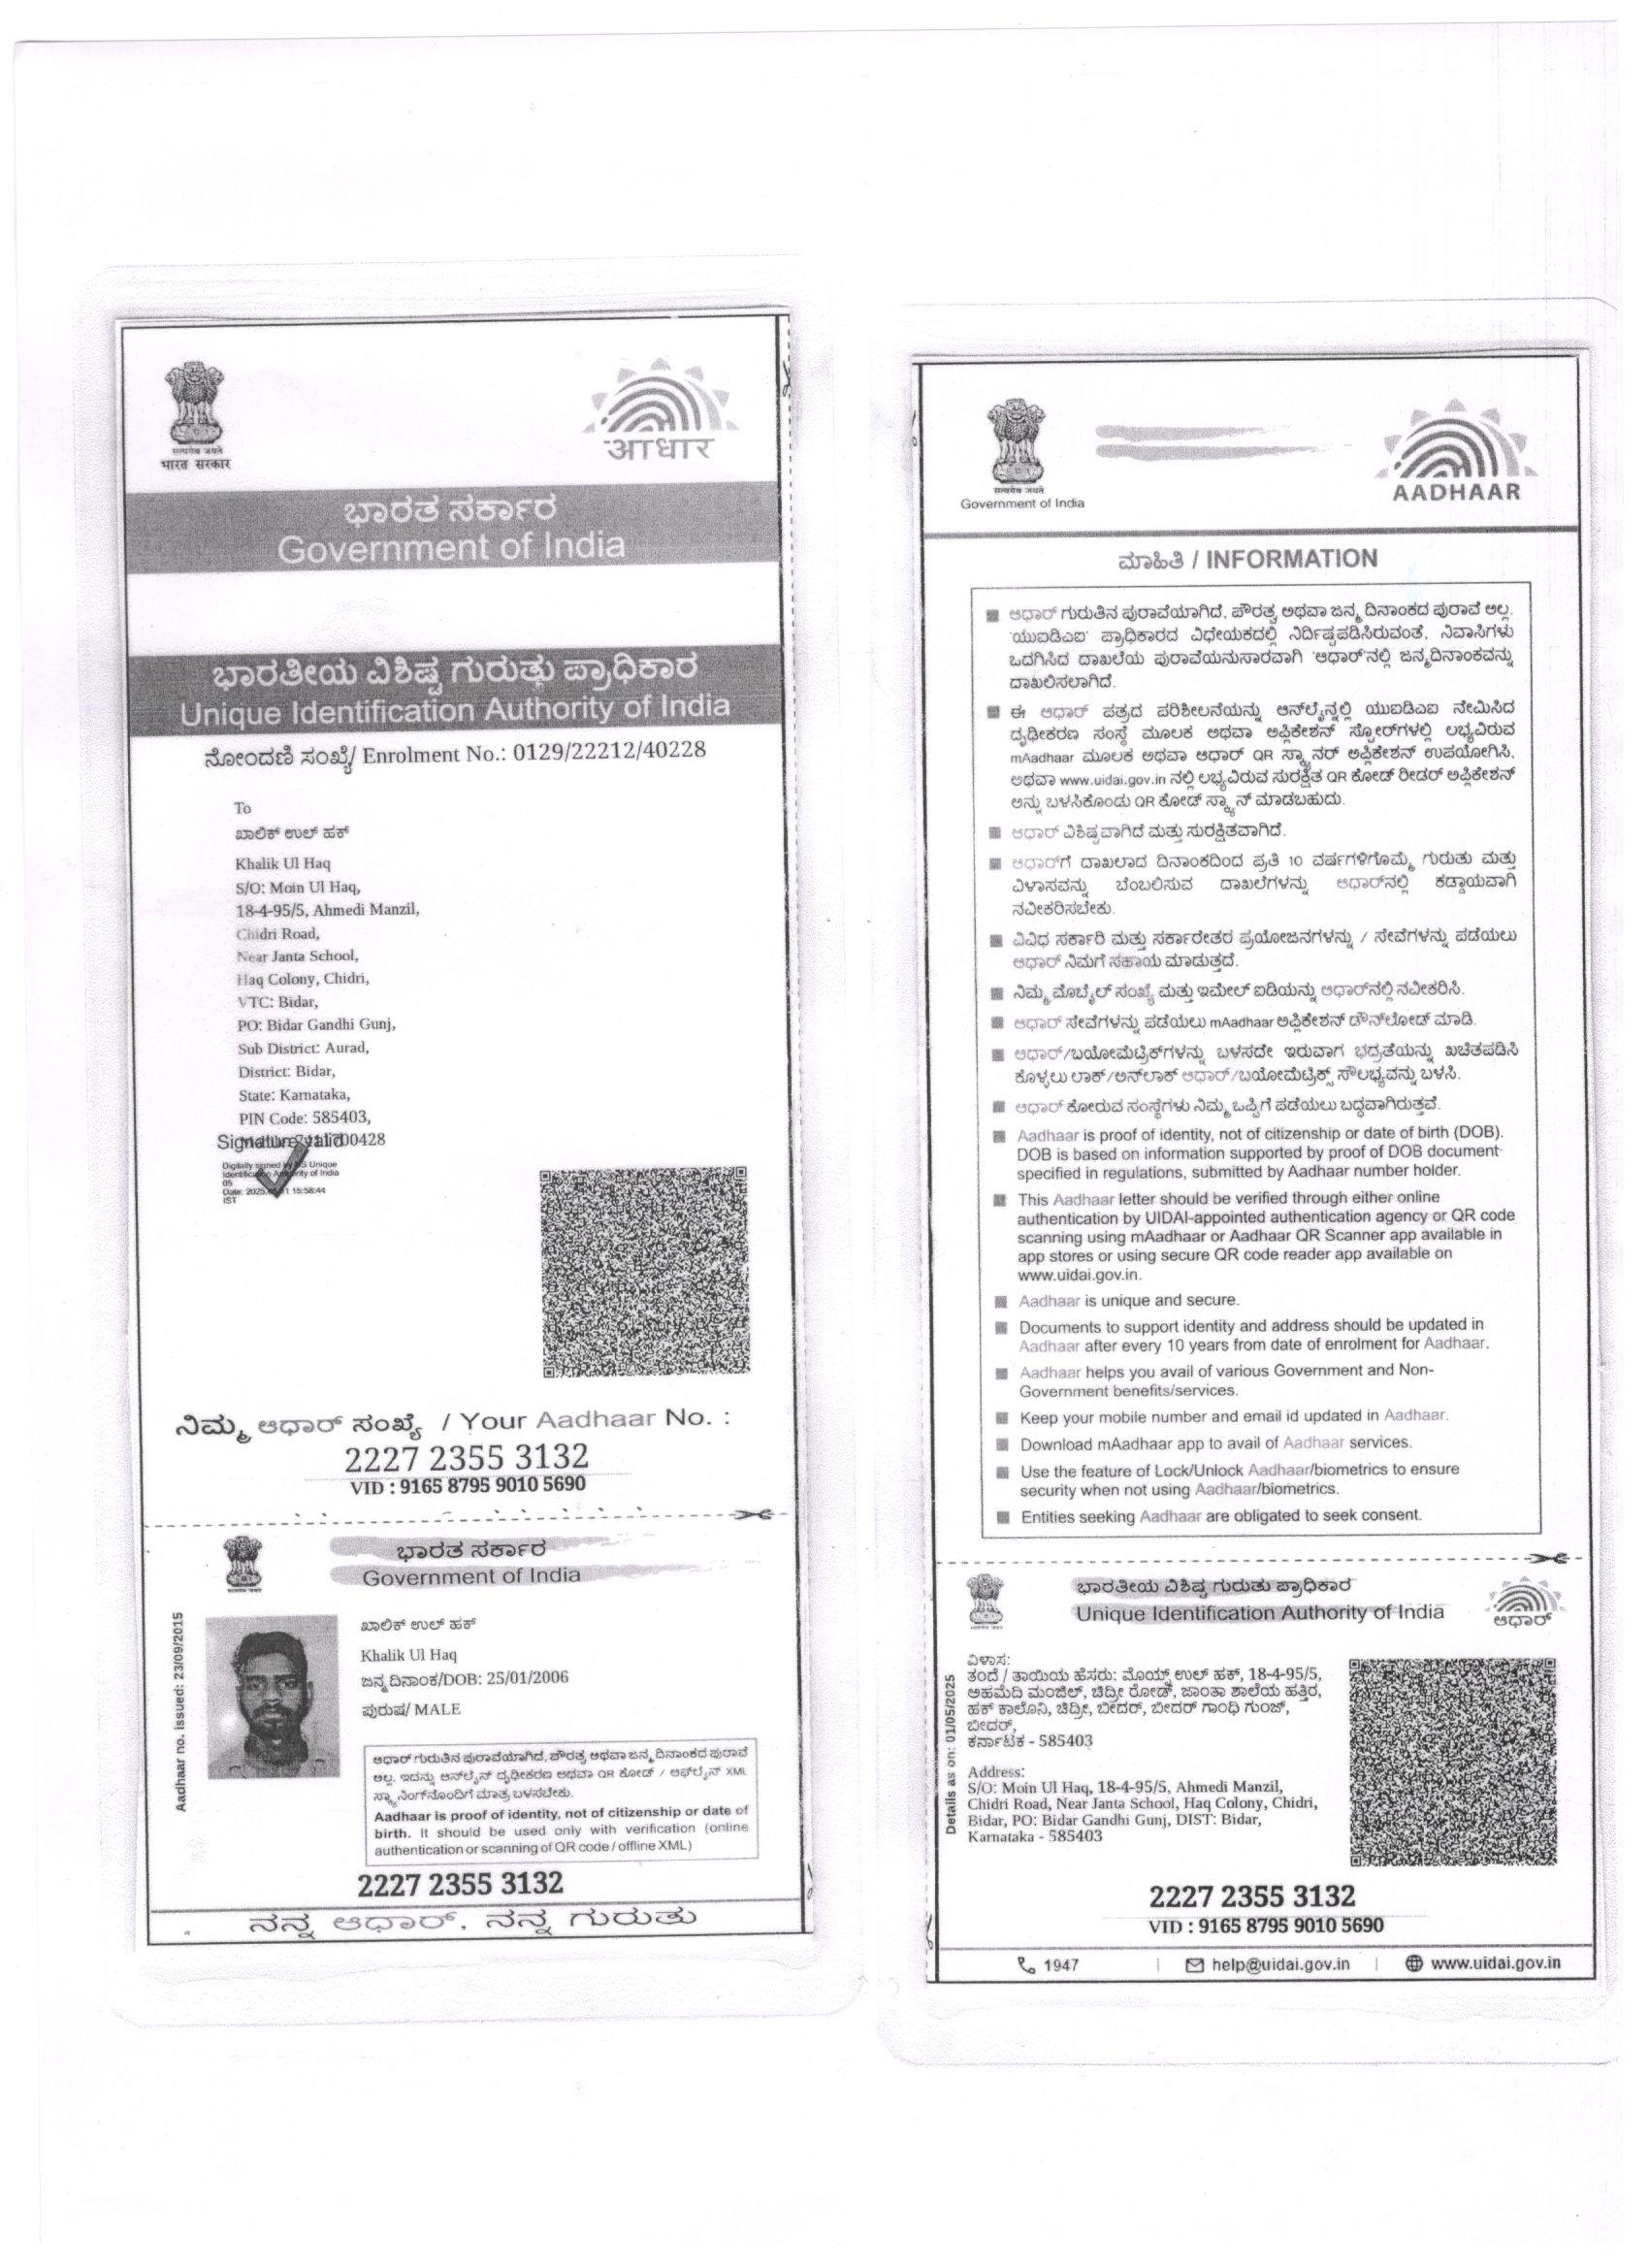 सत्यमेव जयते
भारत सरकार
आधार
ಭಾರತ ಸರ್ಕಾರ
Government of India
ಭಾರತೀಯ ವಿಶಿಷ್ಟ ಗುರುತು ಪ್ರಾಧಿಕಾರ
Unique Identification Authority of India
ನೋಂದಣಿ ಸಂಖ್ಯೆ/ Enrolment No.: 0129/22212/40228
To
ಖಾಲಿಕ್ ಉಲ್ ಹಕ್
Khalik Ul Haq
S/O: Moin Ul Haq,
18-4-95/5, Ahmedi Manzil,
Chidri Road,
Near Janta School,
Haq Colony, Chidri,
VTC: Bidar,
PO: Bidar Gandhi Gunj,
Sub District: Aurad,
District: Bidar,
State: Karnataka,
PIN Code: 585403,
Signature valid
Digitally signed by DS Unique
Identification Authority of India
05
Date: 2025 15:58:44
IST
ನಿಮ್ಮ ಆಧಾರ್ ಸಂಖ್ಯೆ / Your Aadhaar No. :
2227 2355 3132
VID : 9165 8795 9010 5690
ಭಾರತ ಸರ್ಕಾರ
Government of India
Aadhaar no. issued: 23/09/2015
ಖಾಲಿಕ್ ಉಲ್ ಹಕ್
Khalik Ul Haq
ಜನ್ಮ ದಿನಾಂಕ/DOB: 25/01/2006
ಪುರುಷ/ MALE
ಆಧಾರ್ ಗುರುತಿನ ಪುರಾವೆಯಾಗಿದೆ, ಪೌರತ್ವ ಅಥವಾ ಜನ್ಮ ದಿನಾಂಕದ ಪುರಾವೆ
ಅಲ್ಲ. ಇದನ್ನು ಆನ್‌ಲೈನ್ ದೃಢೀಕರಣ ಅಥವಾ QR ಕೋಡ್ / ಆಫ್‌ಲೈನ್ XML
ಸ್ಕ್ಯಾನಿಂಗ್‌ನೊಂದಿಗೆ ಮಾತ್ರ ಬಳಸಬೇಕು.
Aadhaar is proof of identity, not of citizenship or date of
birth. It should be used only with verification (online
authentication or scanning of QR code / offline XML)
2227 2355 3132
ನನ್ನ ಆಧಾರ್, ನನ್ನ ಗುರುತು
सत्यमेव जयते
Government of India
AADHAAR
ಮಾಹಿತಿ / INFORMATION
ಆಧಾರ್ ಗುರುತಿನ ಪುರಾವೆಯಾಗಿದೆ, ಪೌರತ್ವ ಅಥವಾ ಜನ್ಮ ದಿನಾಂಕದ ಪುರಾವೆ ಅಲ್ಲ.
'ಯುಐಡಿಎಐ' ಪ್ರಾಧಿಕಾರದ ವಿಧೇಯಕದಲ್ಲಿ ನಿರ್ದಿಷ್ಟಪಡಿಸಿರುವಂತೆ, ನಿವಾಸಿಗಳು
ಒದಗಿಸಿದ ದಾಖಲೆಯ ಪುರಾವೆಯನುಸಾರವಾಗಿ 'ಆಧಾರ್'ನಲ್ಲಿ ಜನ್ಮದಿನಾಂಕವನ್ನು
ದಾಖಲಿಸಲಾಗಿದೆ.
ಈ ಆಧಾರ್ ಪತ್ರದ ಪರಿಶೀಲನೆಯನ್ನು ಆನ್‌ಲೈನ್ನಲ್ಲಿ ಯುಐಡಿಎಐ ನೇಮಿಸಿದ
ದೃಢೀಕರಣ ಸಂಸ್ಥೆ ಮೂಲಕ ಅಥವಾ ಅಪ್ಲಿಕೇಶನ್ ಸ್ಟೋರ್‌ಗಳಲ್ಲಿ ಲಭ್ಯವಿರುವ
mAadhaar ಮೂಲಕ ಅಥವಾ ಆಧಾರ್ QR ಸ್ಕ್ಯಾನರ್ ಅಪ್ಲಿಕೇಶನ್ ಉಪಯೋಗಿಸಿ,
ಅಥವಾ www.uidai.gov.in ನಲ್ಲಿ ಲಭ್ಯವಿರುವ ಸುರಕ್ಷಿತ QR ಕೋಡ್ ರೀಡರ್ ಅಪ್ಲಿಕೇಶನ್
ಅನ್ನು ಬಳಸಿಕೊಂಡು QR ಕೋಡ್ ಸ್ಕ್ಯಾನ್ ಮಾಡಬಹುದು.
ಆಧಾರ್ ವಿಶಿಷ್ಟವಾಗಿದೆ ಮತ್ತು ಸುರಕ್ಷಿತವಾಗಿದೆ.
ಆಧಾರ್‌ಗೆ ದಾಖಲಾದ ದಿನಾಂಕದಿಂದ ಪ್ರತಿ 10 ವರ್ಷಗಳಿಗೊಮ್ಮೆ ಗುರುತು ಮತ್ತು
ವಿಳಾಸವನ್ನು ಬೆಂಬಲಿಸುವ ದಾಖಲೆಗಳನ್ನು ಆಧಾರ್‌ನಲ್ಲಿ ಕಡ್ಡಾಯವಾಗಿ
ನವೀಕರಿಸಬೇಕು.
ವಿವಿಧ ಸರ್ಕಾರಿ ಮತ್ತು ಸರ್ಕಾರೇತರ ಪ್ರಯೋಜನಗಳನ್ನು / ಸೇವೆಗಳನ್ನು ಪಡೆಯಲು
ಆಧಾರ್ ನಿಮಗೆ ಸಹಾಯ ಮಾಡುತ್ತದೆ.
ನಿಮ್ಮ ಮೊಬೈಲ್ ಸಂಖ್ಯೆ ಮತ್ತು ಇಮೇಲ್ ಐಡಿಯನ್ನು ಆಧಾರ್‌ನಲ್ಲಿ ನವೀಕರಿಸಿ.
ಆಧಾರ್ ಸೇವೆಗಳನ್ನು ಪಡೆಯಲು mAadhaar ಅಪ್ಲಿಕೇಶನ್ ಡೌನ್‌ಲೋಡ್ ಮಾಡಿ.
ಆಧಾರ್/ಬಯೋಮೆಟ್ರಿಕ್‌ಗಳನ್ನು ಬಳಸದೇ ಇರುವಾಗ ಭದ್ರತೆಯನ್ನು ಖಚಿತಪಡಿಸಿ
ಕೊಳ್ಳಲು ಲಾಕ್/ಅನ್‌ಲಾಕ್ ಆಧಾರ್/ಬಯೋಮೆಟ್ರಿಕ್ಸ್ ಸೌಲಭ್ಯವನ್ನು ಬಳಸಿ.
ಆಧಾರ್ ಕೋರುವ ಸಂಸ್ಥೆಗಳು ನಿಮ್ಮ ಒಪ್ಪಿಗೆ ಪಡೆಯಲು ಬದ್ಧವಾಗಿರುತ್ತವೆ.
Aadhaar is proof of identity, not of citizenship or date of birth (DOB).
DOB is based on information supported by proof of DOB document
specified in regulations, submitted by Aadhaar number holder.
This Aadhaar letter should be verified through either online
authentication by UIDAI-appointed authentication agency or QR code
scanning using mAadhaar or Aadhaar QR Scanner app available in
app stores or using secure QR code reader app available on
www.uidai.gov.in.
Aadhaar is unique and secure.
Documents to support identity and address should be updated in
Aadhaar after every 10 years from date of enrolment for Aadhaar.
Aadhaar helps you avail of various Government and Non-
Government benefits/services.
Keep your mobile number and email id updated in Aadhaar.
Download mAadhaar app to avail of Aadhaar services.
Use the feature of Lock/Unlock Aadhaar/biometrics to ensure
security when not using Aadhaar/biometrics.
Entities seeking Aadhaar are obligated to seek consent.
ಭಾರತೀಯ ವಿಶಿಷ್ಟ ಗುರುತು ಪ್ರಾಧಿಕಾರ
Unique Identification Authority of India
ಆಧಾರ್
Details as on: 01/05/2025
ವಿಳಾಸ:
ತಂದೆ / ತಾಯಿಯ ಹೆಸರು: ಮೊಯ್ನ್ ಉಲ್ ಹಕ್, 18-4-95/5,
ಅಹಮೆದಿ ಮಂಜಿಲ್, ಚಿದ್ರೀ ರೋಡ್, ಜಾಂತಾ ಶಾಲೆಯ ಹತ್ತಿರ,
ಹಕ್ ಕಾಲೊನಿ, ಚಿದ್ರೀ, ಬೀದರ್, ಬೀದರ್ ಗಾಂಧಿ ಗುಂಜ್,
ಬೀದರ್,
ಕರ್ನಾಟಕ - 585403
Address:
S/O: Moin Ul Haq, 18-4-95/5, Ahmedi Manzil,
Chidri Road, Near Janta School, Haq Colony, Chidri,
Bidar, PO: Bidar Gandhi Gunj, DIST: Bidar,
Karnataka - 585403
2227 2355 3132
VID : 9165 8795 9010 5690
1947
help@uidai.gov.in
www.uidai.gov.in